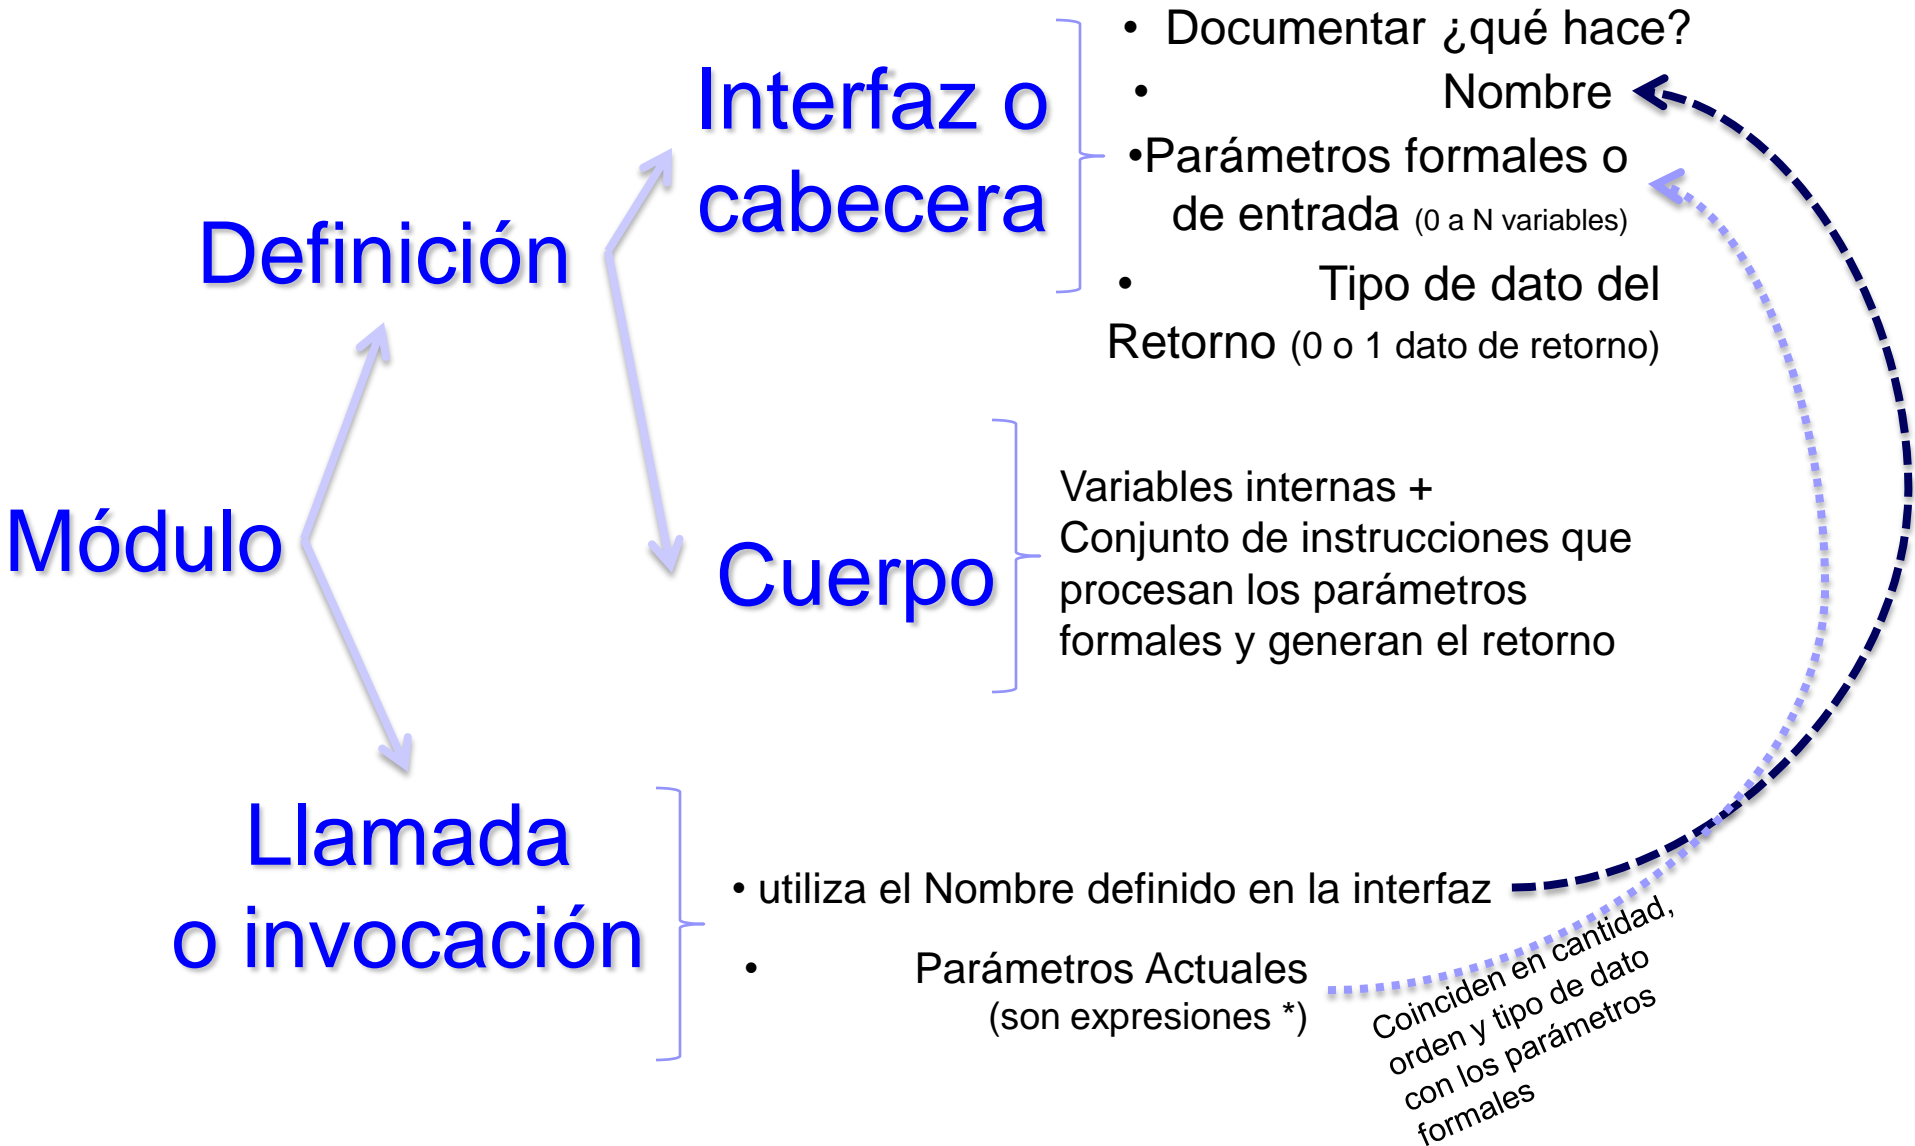 Módulo
Definición
Interfaz o
cabecera
• Documentar ¿qué hace?
• Nombre
•Parámetros formales o
de entrada (0 a N variables)
• Tipo de dato del
Retorno (0 o 1 dato de retorno)
Cuerpo
Variables internas +
Conjunto de instrucciones que
procesan los parámetros
formales y generan el retorno
Llamada
o invocación
• utiliza el Nombre definido en la interfaz
• Parámetros Actuales
(son expresiones *)
Coinciden en cantidad,
orden y tipo de dato
con los parámetros
formales